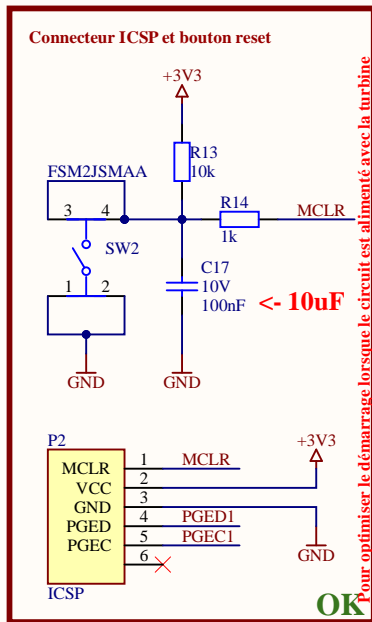 Connecteur ICSP et bouton reset
+3V3
R13
10k
FSM2JSMAA
R14
MCLR
3 4
1k
SW2
C17
10V
100nF
<- 10uF
1 2
GND
GND
Pour optimiser le démarrage lorsque le circuit est alimenté avec la turbine
P2
+3V3
MCLR 1 MCLR
VCC 2
GND 3
PGED 4 PGED1
PGEC 5 PGEC1
6
GND
ICSP
OK